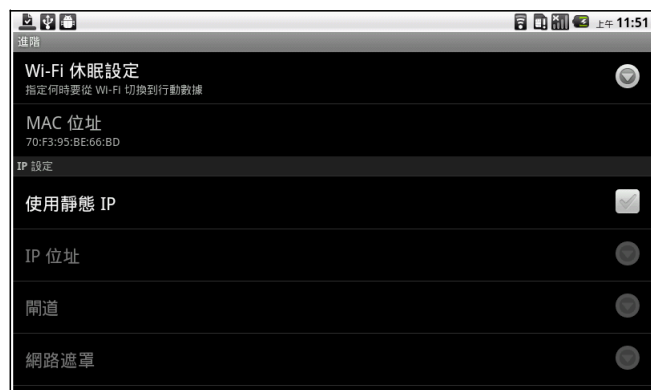 上午 11:51
進階
Wi-Fi 休眠設定
指定何時要從 Wi-Fi 切換到行動數據
MAC 位址
70:F3:95:BE:66:BD
IP 設定
使用靜態 IP
IP 位址
閘道
網路遮罩